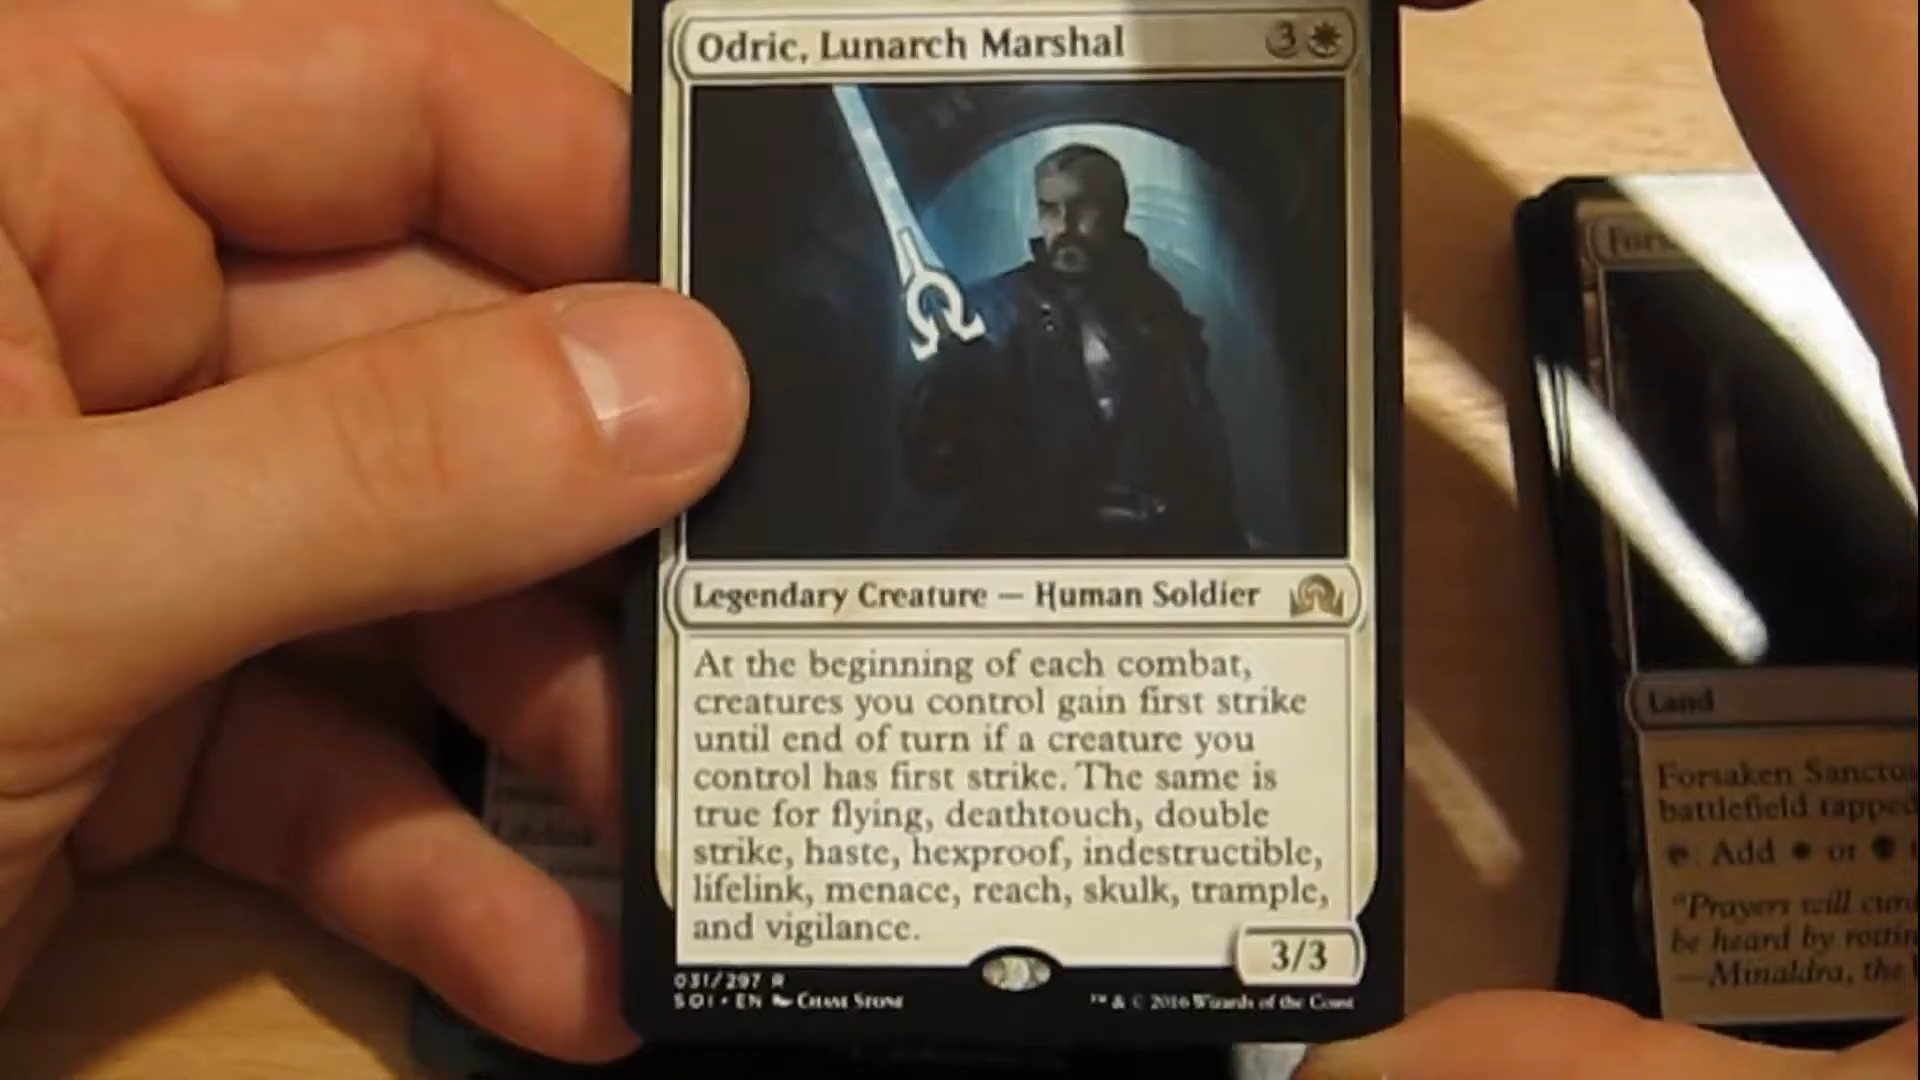 Odric, Lunarch Marshal 3
Legendary Creature — Human Soldier
At the beginning of each combat,
creatures you control gain first strike
until end of turn if a creature you
control has first strike. The same is
true for flying, deathtouch, double
strike, haste, hexproof, indestructible,
lifelink, menace, reach, skulk, trample,
and vigilance.
3/3
031/297 R
SOI • EN Chase Stone
™ & © 2016 Wizards of the Coast
Land
Forsaken
battlefield tapped
: Add or
"Prayers will
be heard by
—Minaldra, the